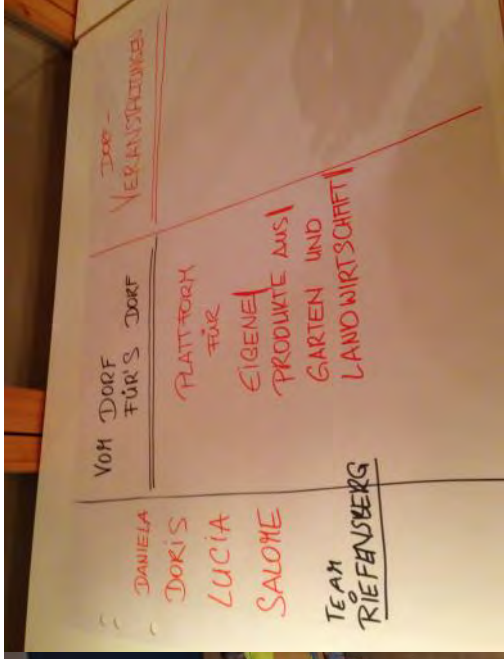 DANIELA
DORIS
LUCIA
SALOME
TEAM
RIEFENSBERG
VOM DORF
FÜR'S DORF
PLATTFORM
FÜR
EIGENE
PRODUKTE AUS
GARTEN UND
LANDWIRTSCHAFT
DORF-
VERANSTALTUNGEN